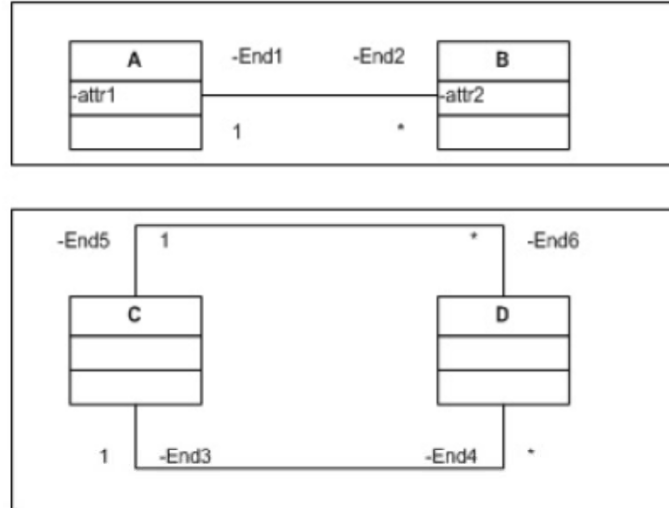 A
-End1
-End2
B
-attr1
-attr2
1
*
-End5
1
*
-End6
C
D
1
-End3
-End4
*